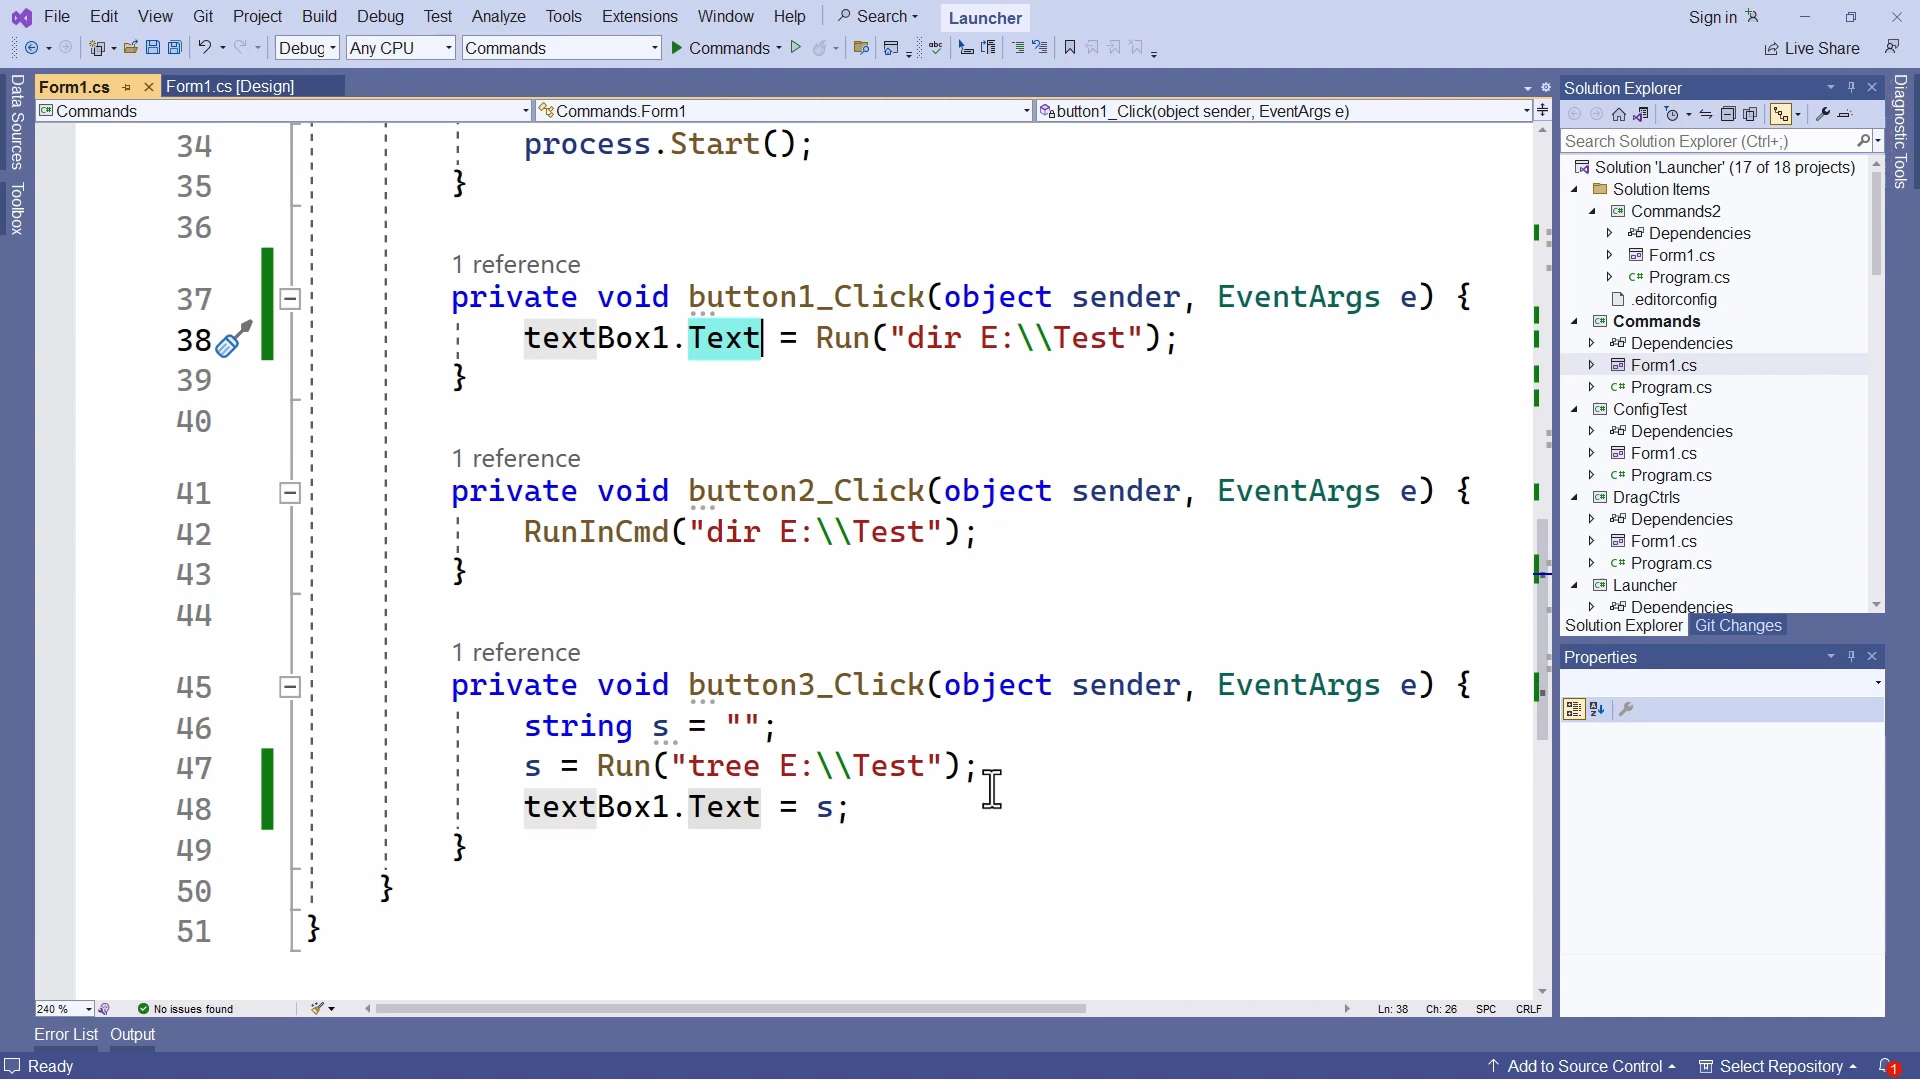 File Edit View Git Project Build Debug Test Analyze Tools Extensions Window Help Search Launcher Sign in
Debug Any CPU Commands Commands Live Share
Form1.cs Form1.cs [Design]
Commands Commands.Form1 button1_Click(object sender, EventArgs e)
Data Sources
Toolbox
34 process.Start();
35 }
36
1 reference
37 private void button1_Click(object sender, EventArgs e) {
38 textBox1.Text = Run("dir E:\\Test");
39 }
40
1 reference
41 private void button2_Click(object sender, EventArgs e) {
42 RunInCmd("dir E:\\Test");
43 }
44
1 reference
45 private void button3_Click(object sender, EventArgs e) {
46 string s = "";
47 s = Run("tree E:\\Test");
48 textBox1.Text = s;
49 }
50 }
51 }
240 % No issues found Ln: 38 Ch: 26 SPC CRLF
Solution Explorer
Search Solution Explorer (Ctrl+;)
Solution 'Launcher' (17 of 18 projects)
Solution Items
C# Commands2
Dependencies
Form1.cs
C# Program.cs
.editorconfig
C# Commands
Dependencies
Form1.cs
C# Program.cs
C# ConfigTest
Dependencies
Form1.cs
C# Program.cs
C# DragCtrls
Dependencies
Form1.cs
C# Program.cs
C# Launcher
Dependencies
Solution Explorer Git Changes
Properties
Diagnostic Tools
Error List Output
Ready Add to Source Control Select Repository 1